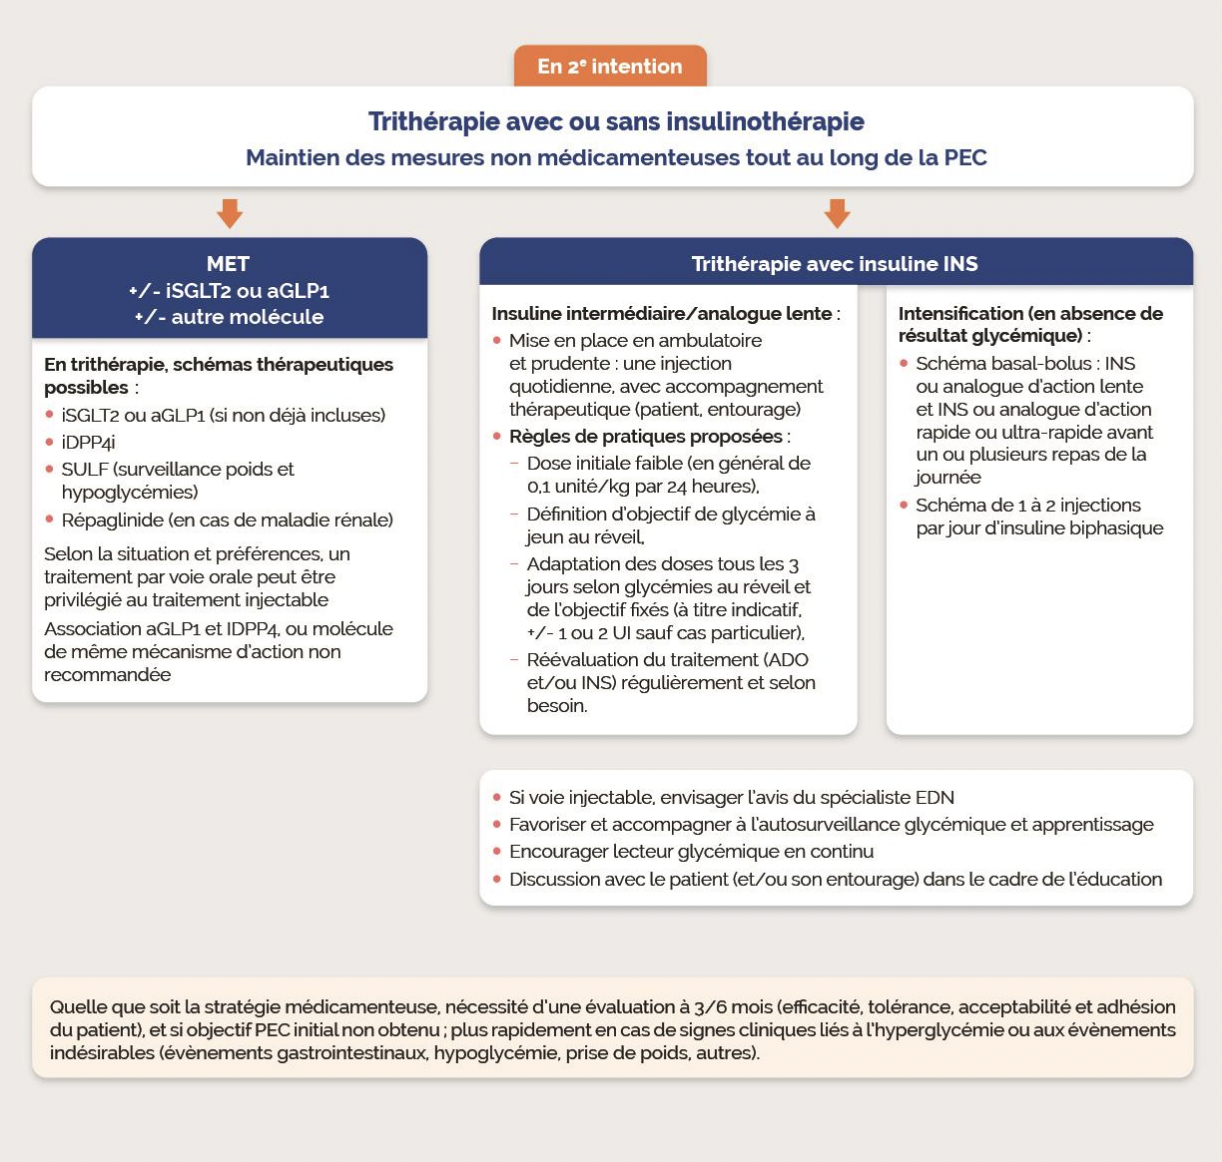 En 2e intention
Trithérapie avec ou sans insulinothérapie
Maintien des mesures non médicamenteuses tout au long de la PEC
MET
+/- iSGLT2 ou aGLP1
+/- autre molécule
En trithérapie, schémas thérapeutiques
possibles :
• iSGLT2 ou aGLP1 (si non déjà incluses)
• iDPP4i
• SULF (surveillance poids et
hypoglycémies)
• Répaglinide (en cas de maladie rénale)
Selon la situation et préférences, un
traitement par voie orale peut être
privilégié au traitement injectable
Association aGLP1 et IDPP4, ou molécule
de même mécanisme d'action non
recommandée
Trithérapie avec insuline INS
Insuline intermédiaire/analogue lente :
• Mise en place en ambulatoire
et prudente : une injection
quotidienne, avec accompagnement
thérapeutique (patient, entourage)
• Règles de pratiques proposées :
– Dose initiale faible (en général de
0,1 unité/kg par 24 heures),
– Définition d'objectif de glycémie à
jeun au réveil,
– Adaptation des doses tous les 3
jours selon glycémies au réveil et
de l'objectif fixés (à titre indicatif,
+/- 1 ou 2 UI sauf cas particulier),
– Réévaluation du traitement (ADO
et/ou INS) régulièrement et selon
besoin.
Intensification (en absence de
résultat glycémique) :
• Schéma basal-bolus : INS
ou analogue d'action lente
et INS ou analogue d'action
rapide ou ultra-rapide avant
un ou plusieurs repas de la
journée
• Schéma de 1 à 2 injections
par jour d'insuline biphasique
• Si voie injectable, envisager l'avis du spécialiste EDN
• Favoriser et accompagner à l'autosurveillance glycémique et apprentissage
• Encourager lecteur glycémique en continu
• Discussion avec le patient (et/ou son entourage) dans le cadre de l'éducation
Quelle que soit la stratégie médicamenteuse, nécessité d'une évaluation à 3/6 mois (efficacité, tolérance, acceptabilité et adhésion
du patient), et si objectif PEC initial non obtenu ; plus rapidement en cas de signes cliniques liés à l'hyperglycémie ou aux évènements
indésirables (évènements gastrointestinaux, hypoglycémie, prise de poids, autres).